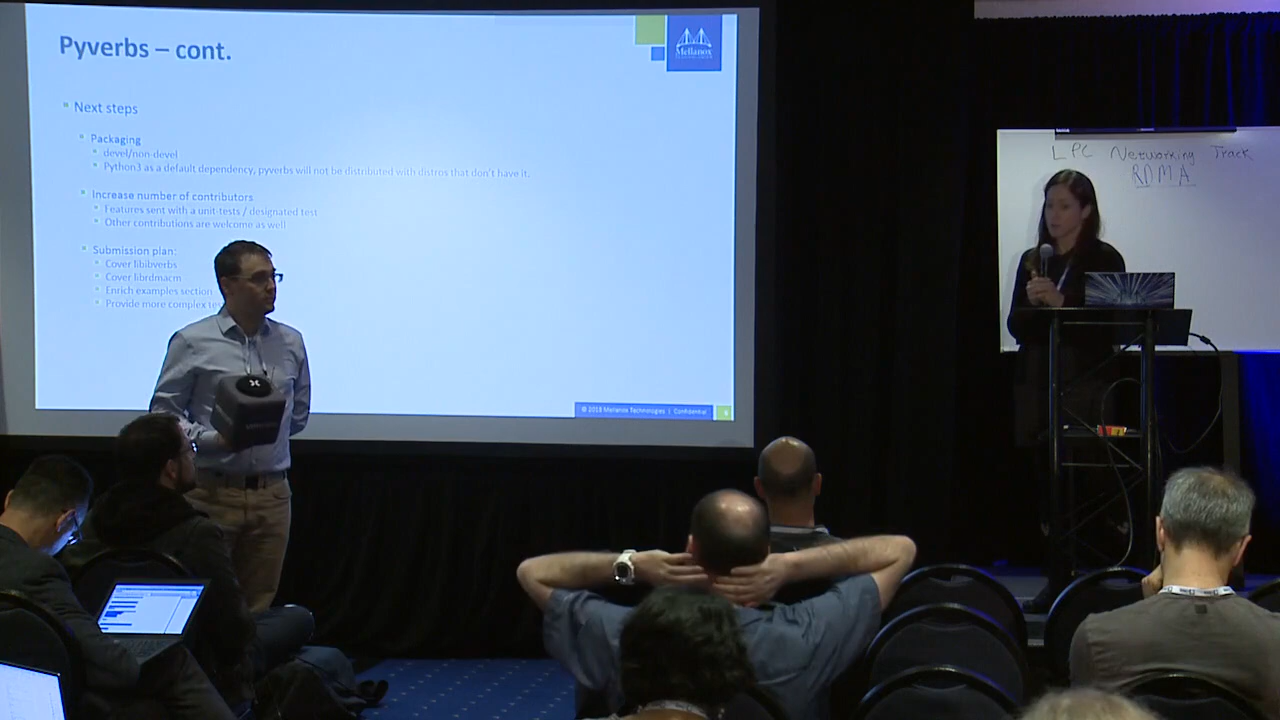 Pyverbs – cont.
Mellanox
Next steps
Packaging
devel/non-devel
Python3 as a default dependency, pyverbs will not be distributed with distros that don't have it.
Increase number of contributors
Features sent with a unit-tests / designated test
Other contributions are welcome as well
Submission plan:
Cover libibverbs
Cover librdmacm
Enrich examples section
Provide more complex
© 2018 Mellanox Technologies | Confidential
LPC Networking Track
RDMA